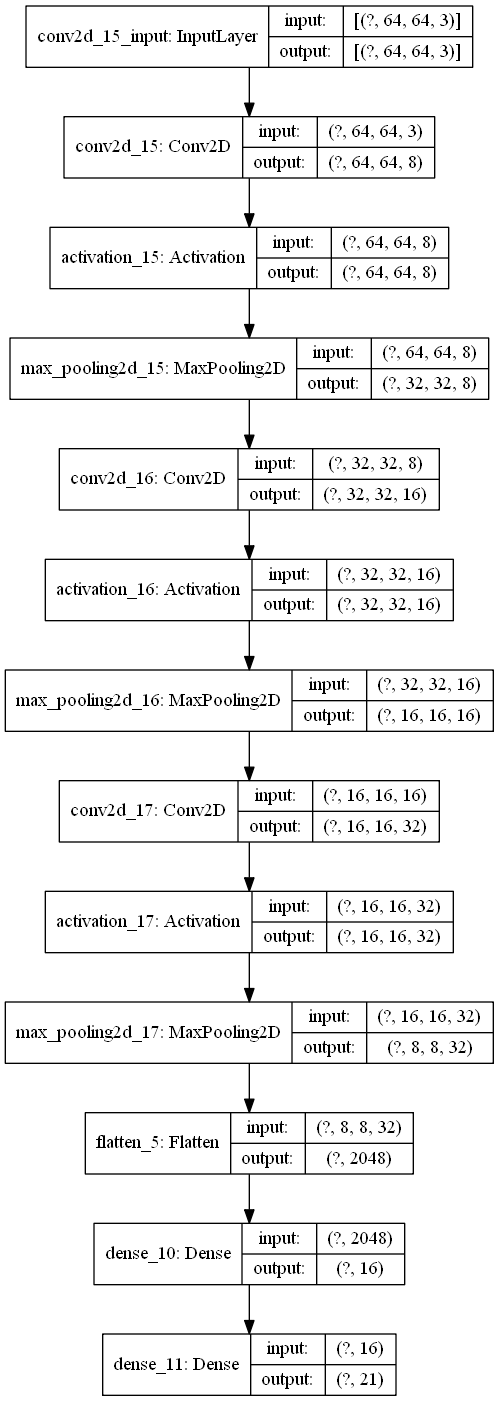 conv2d_15_input: InputLayer
input: [(?, 64, 64, 3)]
output: [(?, 64, 64, 3)]
conv2d_15: Conv2D
input: (?, 64, 64, 3)
output: (?, 64, 64, 8)
activation_15: Activation
input: (?, 64, 64, 8)
output: (?, 64, 64, 8)
max_pooling2d_15: MaxPooling2D
input: (?, 64, 64, 8)
output: (?, 32, 32, 8)
conv2d_16: Conv2D
input: (?, 32, 32, 8)
output: (?, 32, 32, 16)
activation_16: Activation
input: (?, 32, 32, 16)
output: (?, 32, 32, 16)
max_pooling2d_16: MaxPooling2D
input: (?, 32, 32, 16)
output: (?, 16, 16, 16)
conv2d_17: Conv2D
input: (?, 16, 16, 16)
output: (?, 16, 16, 32)
activation_17: Activation
input: (?, 16, 16, 32)
output: (?, 16, 16, 32)
max_pooling2d_17: MaxPooling2D
input: (?, 16, 16, 32)
output: (?, 8, 8, 32)
flatten_5: Flatten
input: (?, 8, 8, 32)
output: (?, 2048)
dense_10: Dense
input: (?, 2048)
output: (?, 16)
dense_11: Dense
input: (?, 16)
output: (?, 21)